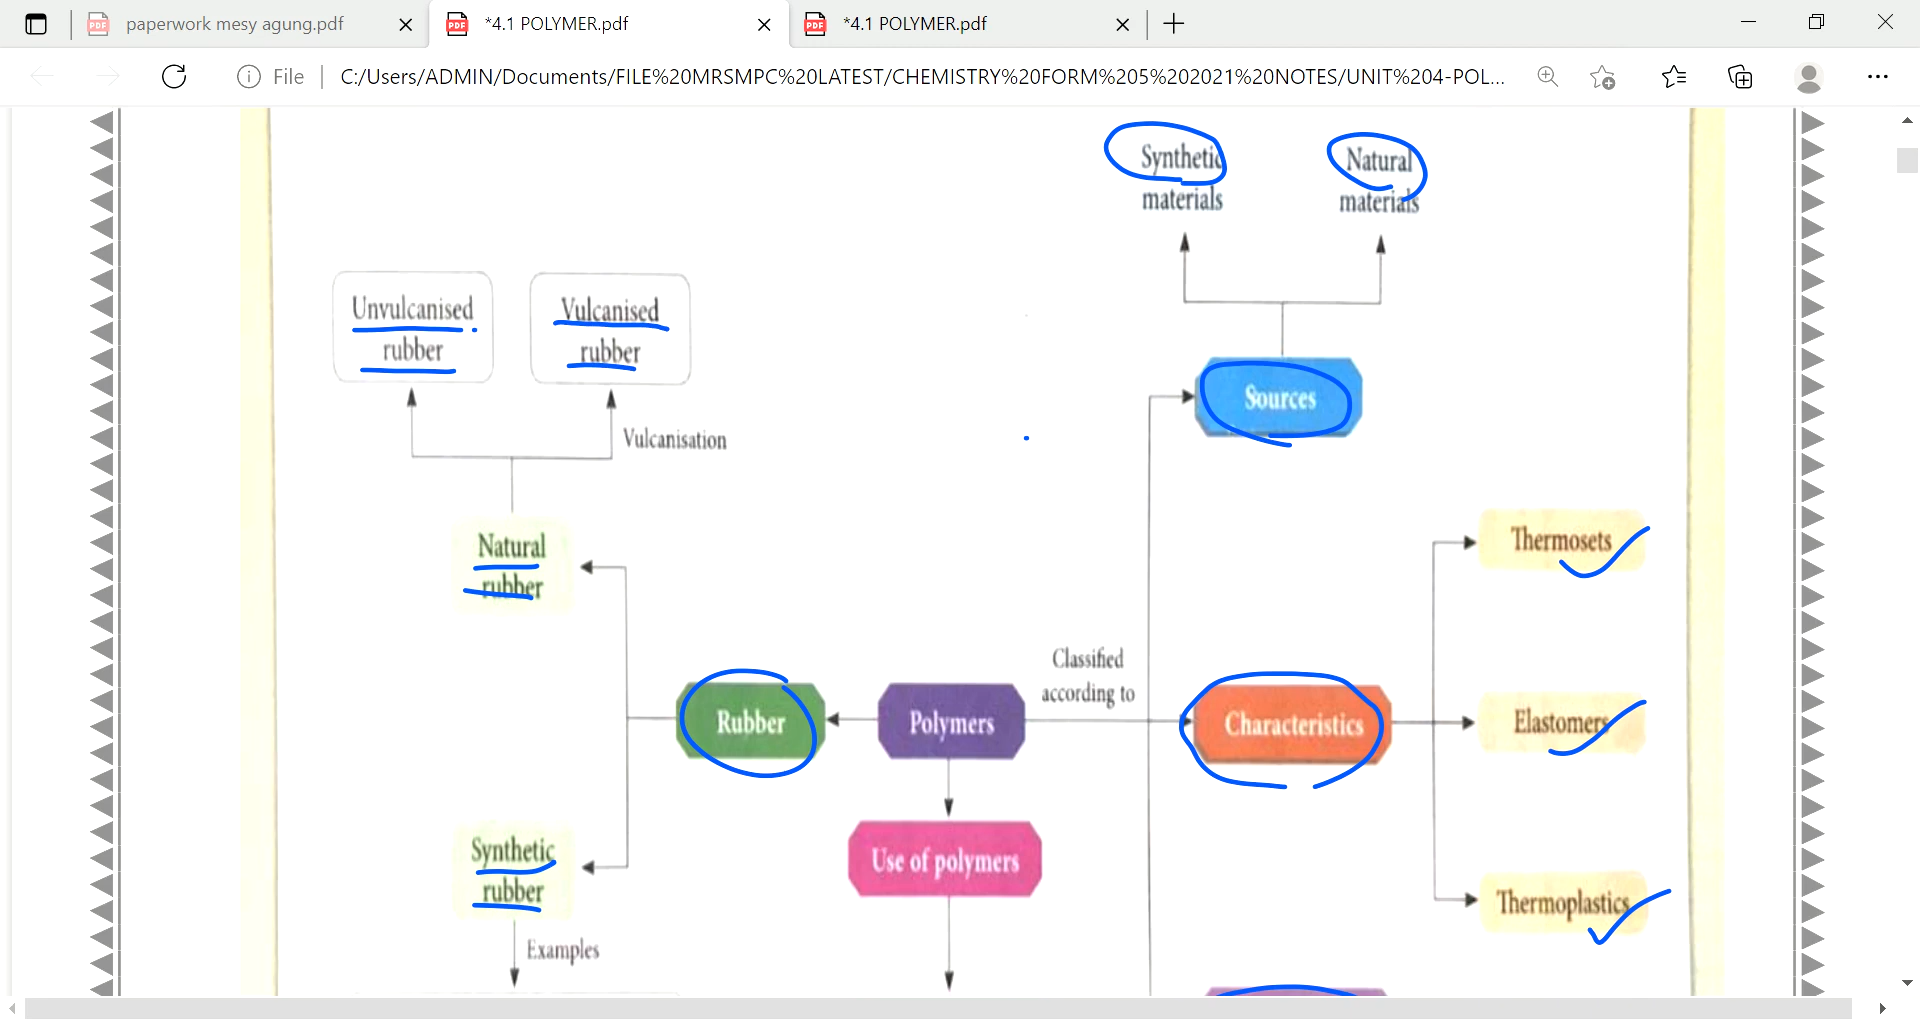 paperwork mesy agung.pdf
*4.1 POLYMER.pdf
*4.1 POLYMER.pdf
File
C:/Users/ADMIN/Documents/FILE%20MRSMPC%20LATEST/CHEMISTRY%20FORM%205%202021%20NOTES/UNIT%204-POL...
Synthetic
materials
Natural
materials
Unvulcanised
rubber
Vulcanised
rubber
Sources
Vulcanisation
Natural
rubber
Thermosets
Classified
according to
Rubber
Polymers
Characteristics
Elastomers
Synthetic
rubber
Use of polymers
Thermoplastics
Examples